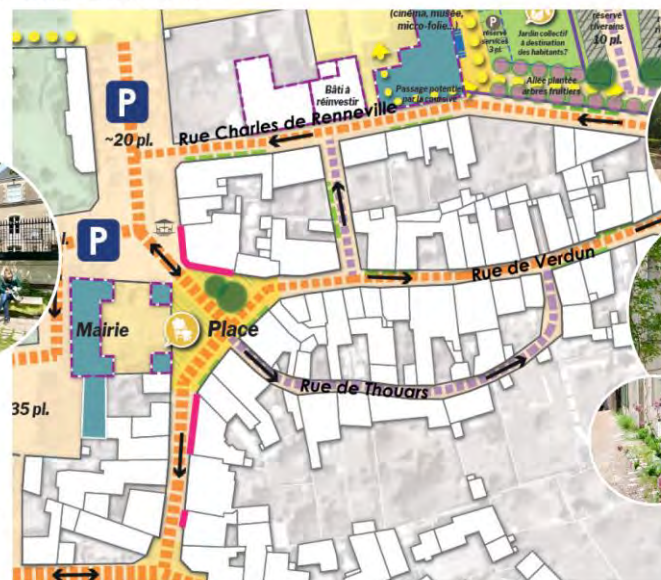 (cinéma, musée,
micro-folie...)
P
réservé
services
3 pl.
Jardin collectif
à destination
des habitants?
réservé
riverains
10 pl.
Allée plantée
arbres fruitiers
Bâti à
réinvestir
Passage potentiel
par la
P
~20 pl.
Rue Charles de Renneville
P
Rue de Verdun
Mairie
Place
Rue de Thouars
35 pl.